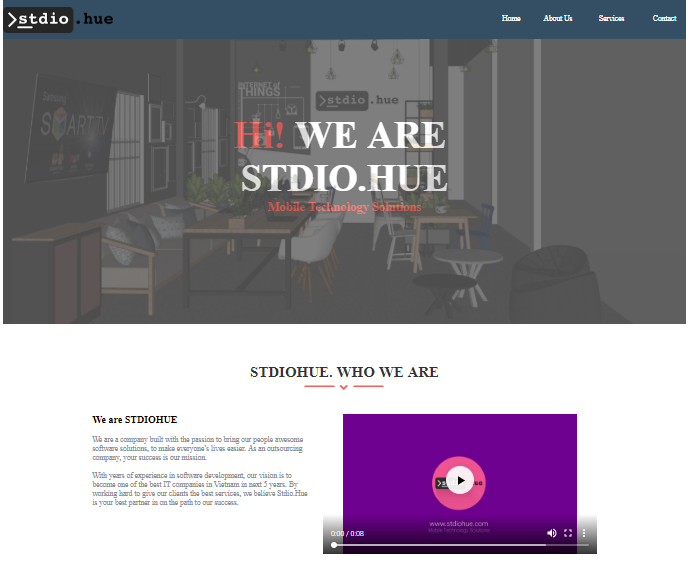 stdio.hue
Home About Us Services Contact
Samsung
SMART TV
INTERNET of
THINGS
stdio.hue
Hi! WE ARE
STDIO.HUE
Mobile Technology Solutions
STDIOHUE. WHO WE ARE
We are STDIOHUE
We are a company built with the passion to bring our people awesome
software solutions, to make everyone's lives easier. As an outsourcing
company, your success is our mission.
With years of experience in software development, our vision is to
become one of the best IT companies in Vietnam in next 5 years. By
working hard to give our clients the best services, we believe Stdio.Hue
is your best partner in on the path to our success.
www.stdiohue.com
Mobile Technology Solutions
0:00 / 0:08